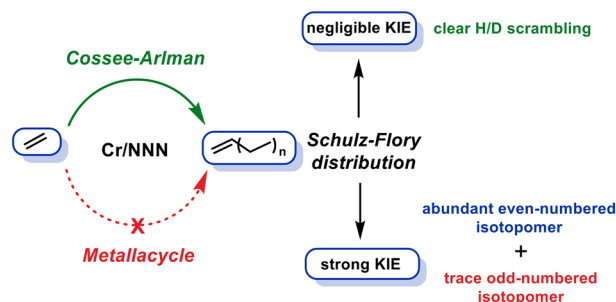 negligible KIE
clear H/D scrambling
Cossee-Arlman
Cr/NNN
n
Schulz-Flory
distribution
Metallacycle
X
strong KIE
abundant even-numbered
isotopomer
+
trace odd-numbered
isotopomer